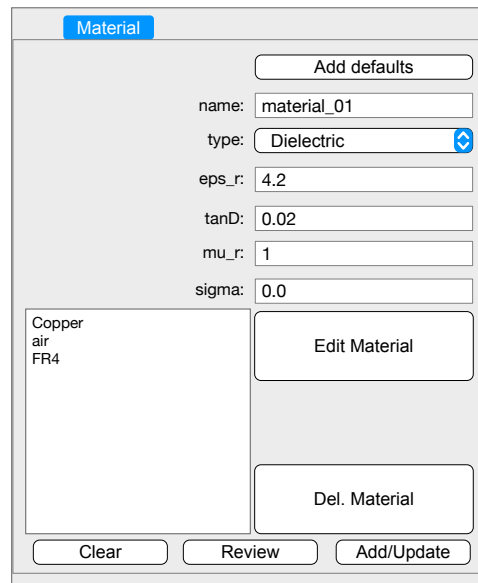 Material
Add defaults
name: material_01
type: Dielectric
eps_r: 4.2
tanD: 0.02
mu_r: 1
sigma: 0.0
Copper
air
FR4
Edit Material
Del. Material
Clear Review Add/Update